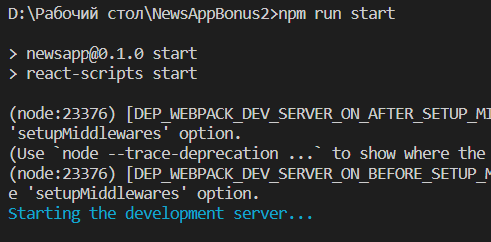 D:\Рабочий стол\NewsAppBonus2>npm run start
> newsapp@0.1.0 start
> react-scripts start
(node:23376) [DEP_WEBPACK_DEV_SERVER_ON_AFTER_SETUP_MI
'setupMiddlewares' option.
(Use `node --trace-deprecation ...` to show where the
(node:23376) [DEP_WEBPACK_DEV_SERVER_ON_BEFORE_SETUP_M
e 'setupMiddlewares' option.
Starting the development server...